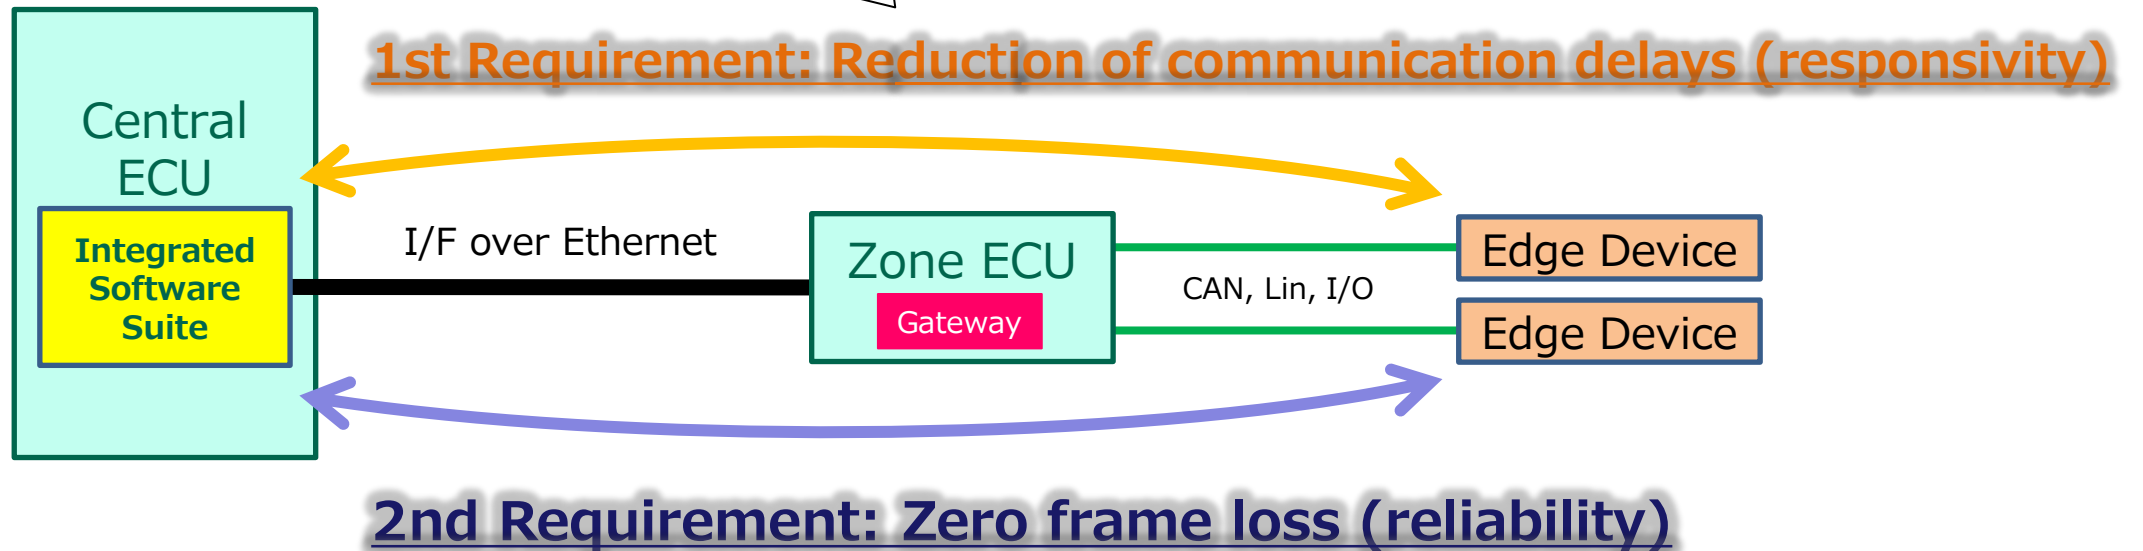 1st Requirement: Reduction of communication delays (responsivity)
Central
ECU
Integrated
Software
Suite
I/F over Ethernet
Zone ECU
Gateway
CAN, Lin, I/O
Edge Device
Edge Device
2nd Requirement: Zero frame loss (reliability)